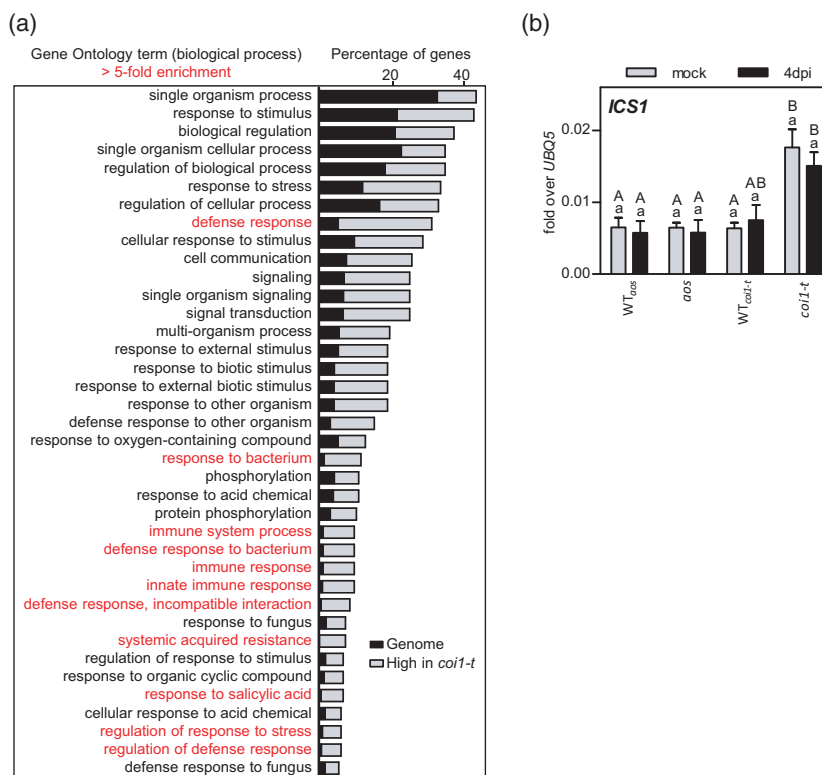 (a)
Gene Ontology term (biological process)
> 5-fold enrichment
Percentage of genes
20 40
single organism process
response to stimulus
biological regulation
single organism cellular process
regulation of biological process
response to stress
regulation of cellular process
defense response
cellular response to stimulus
cell communication
signaling
single organism signaling
signal transduction
multi-organism process
response to external stimulus
response to biotic stimulus
response to external biotic stimulus
response to other organism
defense response to other organism
response to oxygen-containing compound
response to bacterium
phosphorylation
response to acid chemical
protein phosphorylation
immune system process
defense response to bacterium
immune response
innate immune response
defense response, incompatible interaction
response to fungus
systemic acquired resistance
regulation of response to stimulus
response to organic cyclic compound
response to salicylic acid
cellular response to acid chemical
regulation of response to stress
regulation of defense response
defense response to fungus
Genome
High in coi1-t
(b)
mock 4dpi
ICS1
fold over UBQ5
0.02
0.01
0.00
A A A A A AB B B
a a a a a a a a
WTaos
aos
WTcoi1-t
coi1-t